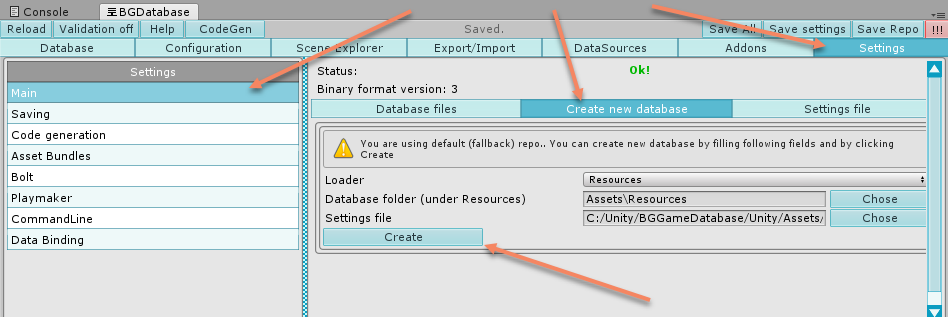 Console BGDatabase
Reload Validation off Help CodeGen Saved. Save All Save settings Save Repo !!!
Database Configuration Scene Explorer Export/Import DataSources Addons Settings
Settings
Main
Saving
Code generation
Asset Bundles
Bolt
Playmaker
CommandLine
Data Binding
Status: Ok!
Binary format version: 3
Database files Create new database Settings file
You are using default (fallback) repo.. You can create new database by filling following fields and by clicking
Create
Loader Resources
Database folder (under Resources) Assets\Resources Chose
Settings file C:/Unity/BGGameDatabase/Unity/Assets/ Chose
Create